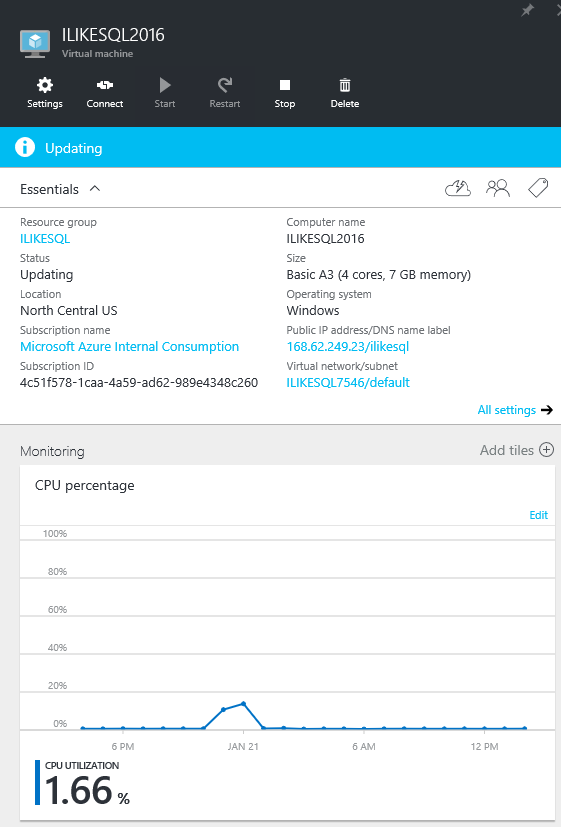 ILIKESQL2016
Virtual machine
Settings Connect Start Restart Stop Delete
Updating
Essentials
Resource group
ILIKESQL
Status
Updating
Location
North Central US
Subscription name
Microsoft Azure Internal Consumption
Subscription ID
4c51f578-1caa-4a59-ad62-989e4348c260
Computer name
ILIKESQL2016
Size
Basic A3 (4 cores, 7 GB memory)
Operating system
Windows
Public IP address/DNS name label
168.62.249.23/ilikesql
Virtual network/subnet
ILIKESQL7546/default
All settings
Monitoring
Add tiles
CPU percentage
Edit
100%
80%
60%
40%
20%
0%
6 PM JAN 21 6 AM 12 PM
CPU UTILIZATION
1.66 %